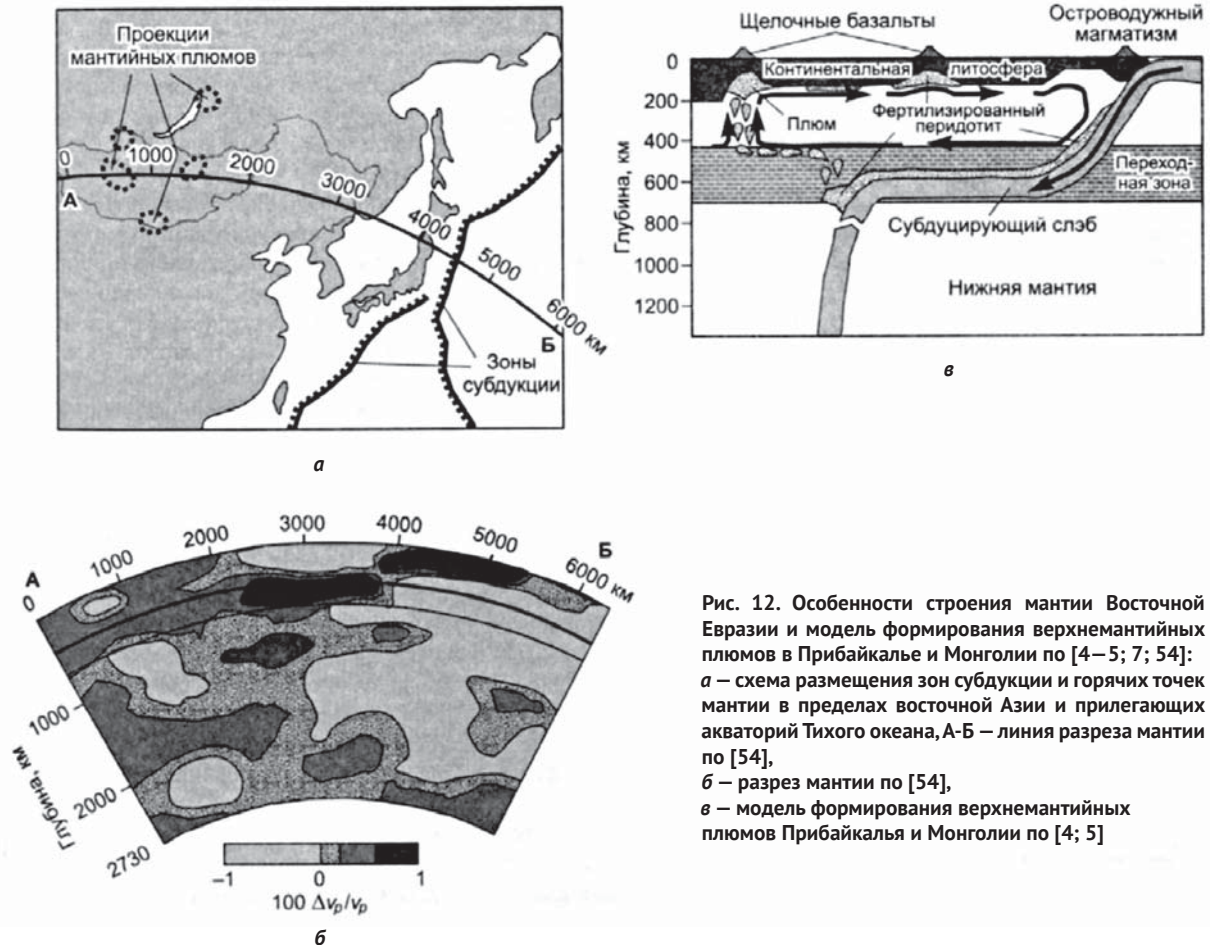 Проекции
мантийных плюмов
0
1000
2000
3000
4000
5000
6000 км
А
Б
Зоны
субдукции
а
Щелочные базальты
Островодужный
магматизм
Континентальная литосфера
Плюм
Фертилизированный
перидотит
Переход-
ная зона
Субдуцирующий слэб
Нижняя мантия
Глубина, км
0
200
400
600
800
1000
1200
в
А
0
1000
2000
3000
4000
5000
6000 км
Б
1000
2000
2730
Глубина, км
–1
0
1
100 Δvp/vp
б
Рис. 12. Особенности строения мантии Восточной
Евразии и модель формирования верхнемантийных
плюмов в Прибайкалье и Монголии по [4—5; 7; 54]:
а — схема размещения зон субдукции и горячих точек
мантии в пределах восточной Азии и прилегающих
акваторий Тихого океана, А-Б — линия разреза мантии
по [54],
б — разрез мантии по [54],
в — модель формирования верхнемантийных
плюмов Прибайкалья и Монголии по [4; 5]